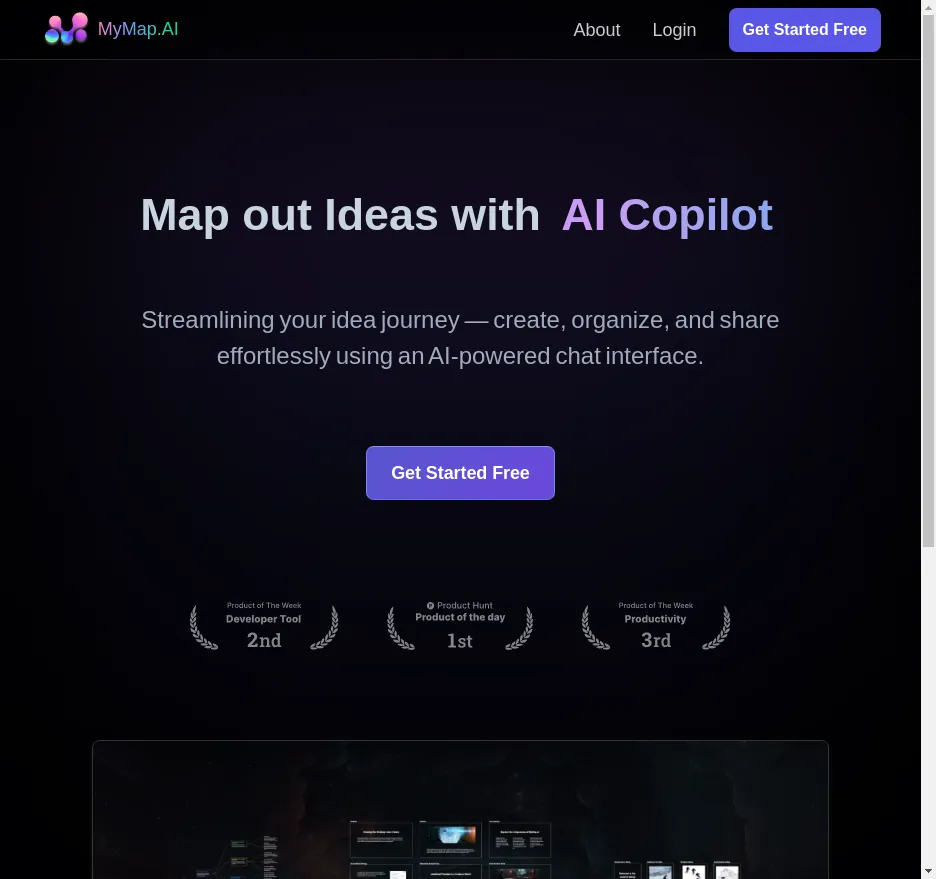 MyMap.AI
About
Login
Get Started Free
Map out Ideas with AI Copilot
Streamlining your idea journey — create, organize, and share
effortlessly using an AI-powered chat interface.
Get Started Free
Product of The Week
Developer Tool
2nd
Product Hunt
Product of the day
1st
Product of The Week
Productivity
3rd